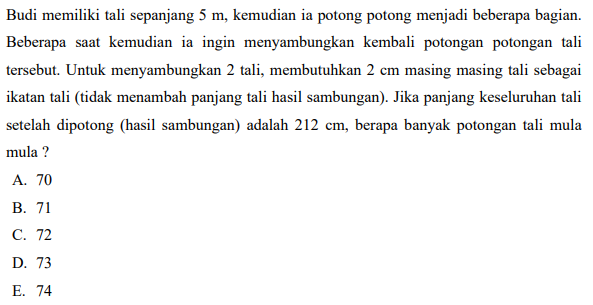 Budi memiliki tali sepanjang 5 m, kemudian ia potong potong menjadi beberapa bagian.
Beberapa saat kemudian ia ingin menyambungkan kembali potongan potongan tali
tersebut. Untuk menyambungkan 2 tali, membutuhkan 2 cm masing masing tali sebagai
ikatan tali (tidak menambah panjang tali hasil sambungan). Jika panjang keseluruhan tali
setelah dipotong (hasil sambungan) adalah 212 cm, berapa banyak potongan tali mula
mula ?
A. 70
B. 71
C. 72
D. 73
E. 74